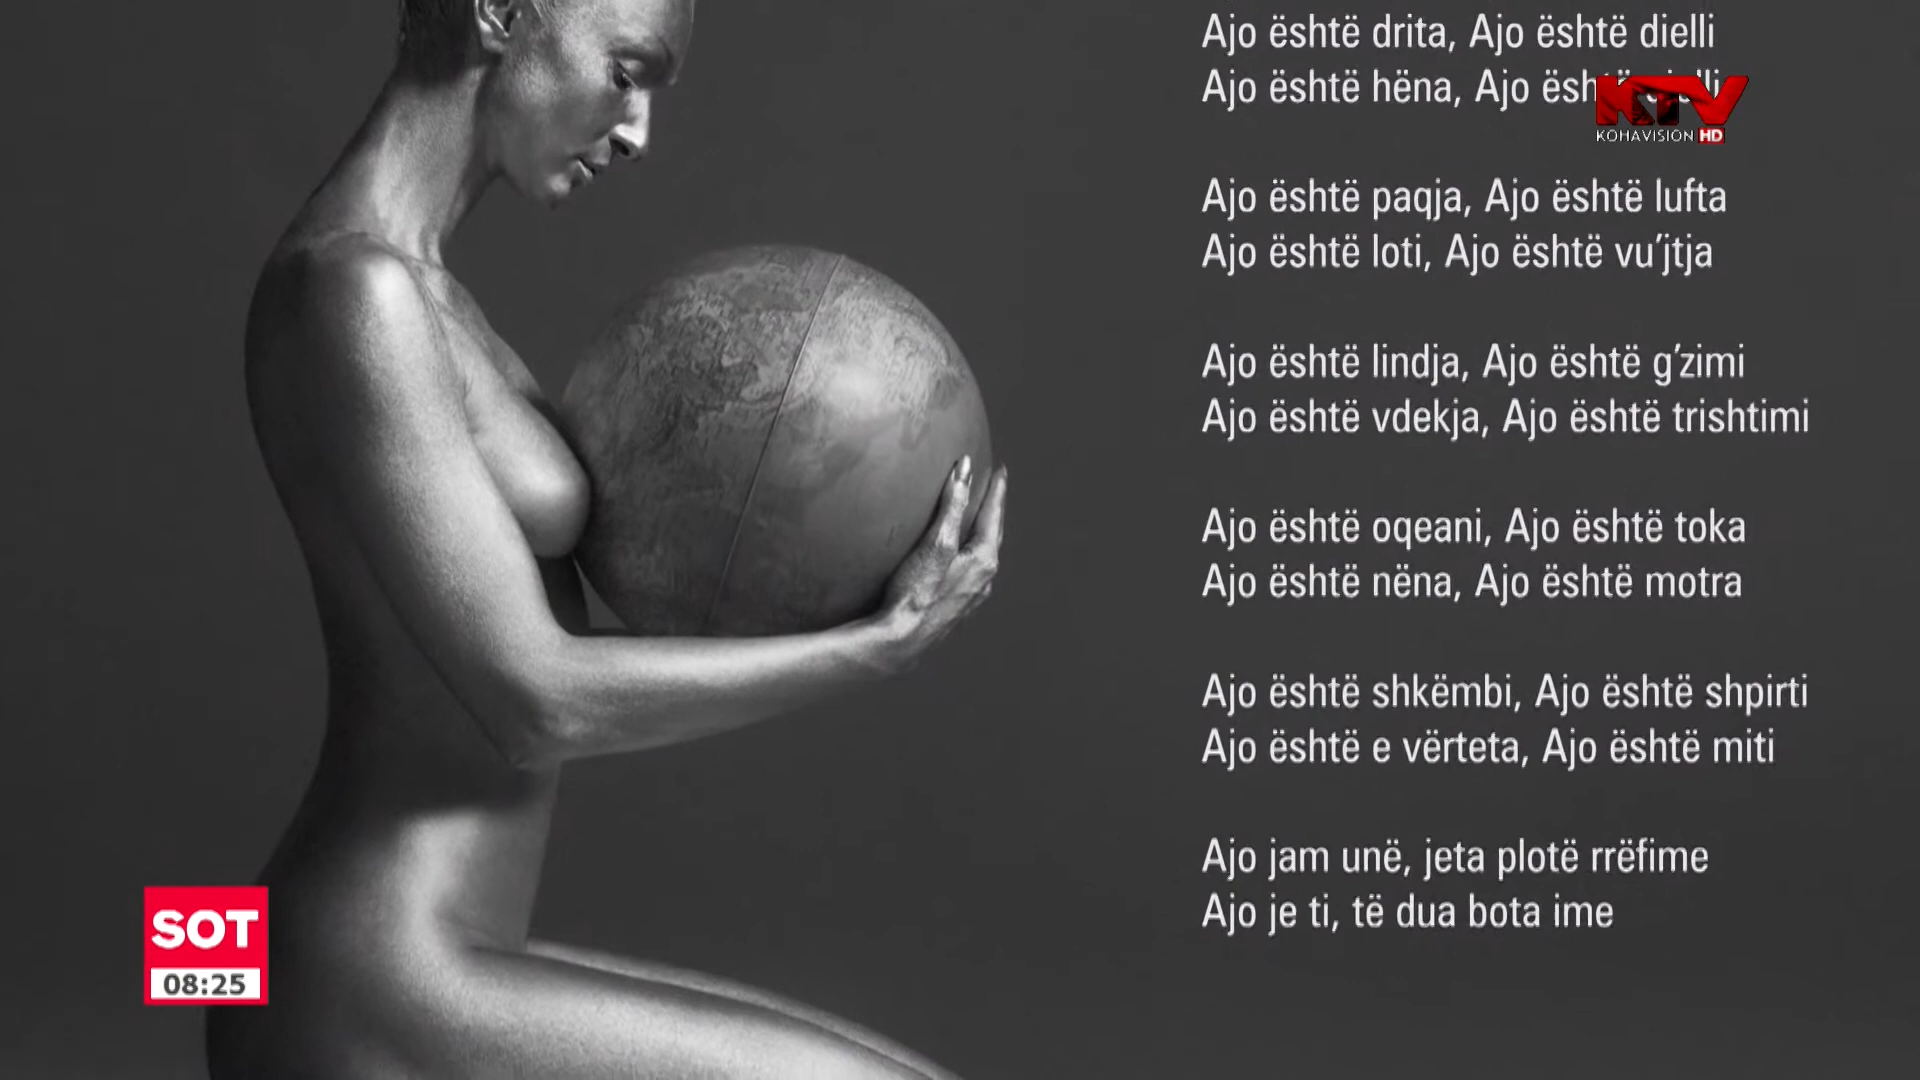 Ajo është drita, Ajo është dielli
Ajo është hëna, Ajo është
KTV
KOHAVISION HD
Ajo është paqja, Ajo është lufta
Ajo është loti, Ajo është vu’jtja
Ajo është lindja, Ajo është g’zimi
Ajo është vdekja, Ajo është trishtimi
Ajo është oqeani, Ajo është toka
Ajo është nëna, Ajo është motra
Ajo është shkëmbi, Ajo është shpirti
Ajo është e vërteta, Ajo është miti
Ajo jam unë, jeta plotë rrëfime
Ajo je ti, të dua bota ime
SOT
08:25